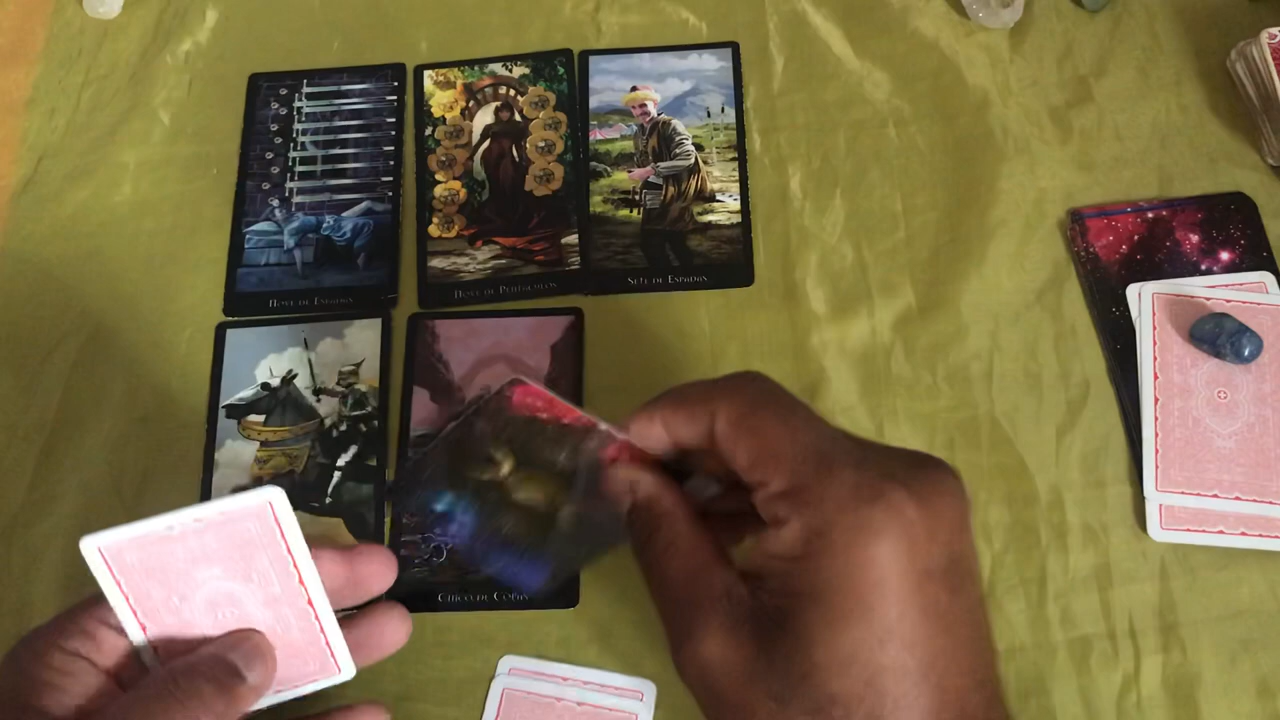 NOVE DE ESPADAS
NOVE DE PENTÁCULOS
SETE DE ESPADAS
CINCO DE COPAS